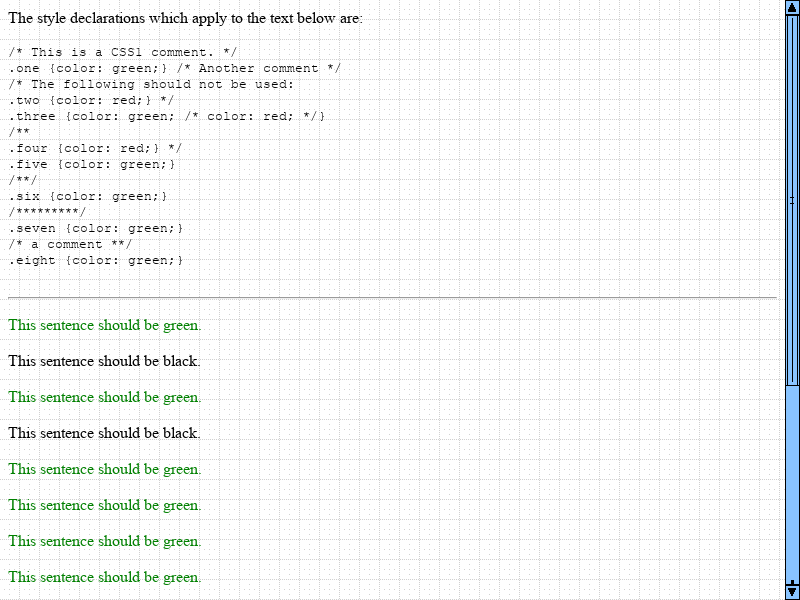 The style declarations which apply to the text below are:
/* This is a CSS1 comment. */
.one {color: green;} /* Another comment */
/* The following should not be used:
.two {color: red;} */
.three {color: green; /* color: red; */}
/**
.four {color: red;} */
.five {color: green;}
/**/
.six {color: green;}
/*********/
.seven {color: green;}
/* a comment **/
.eight {color: green;}
This sentence should be green.
This sentence should be black.
This sentence should be green.
This sentence should be black.
This sentence should be green.
This sentence should be green.
This sentence should be green.
This sentence should be green.